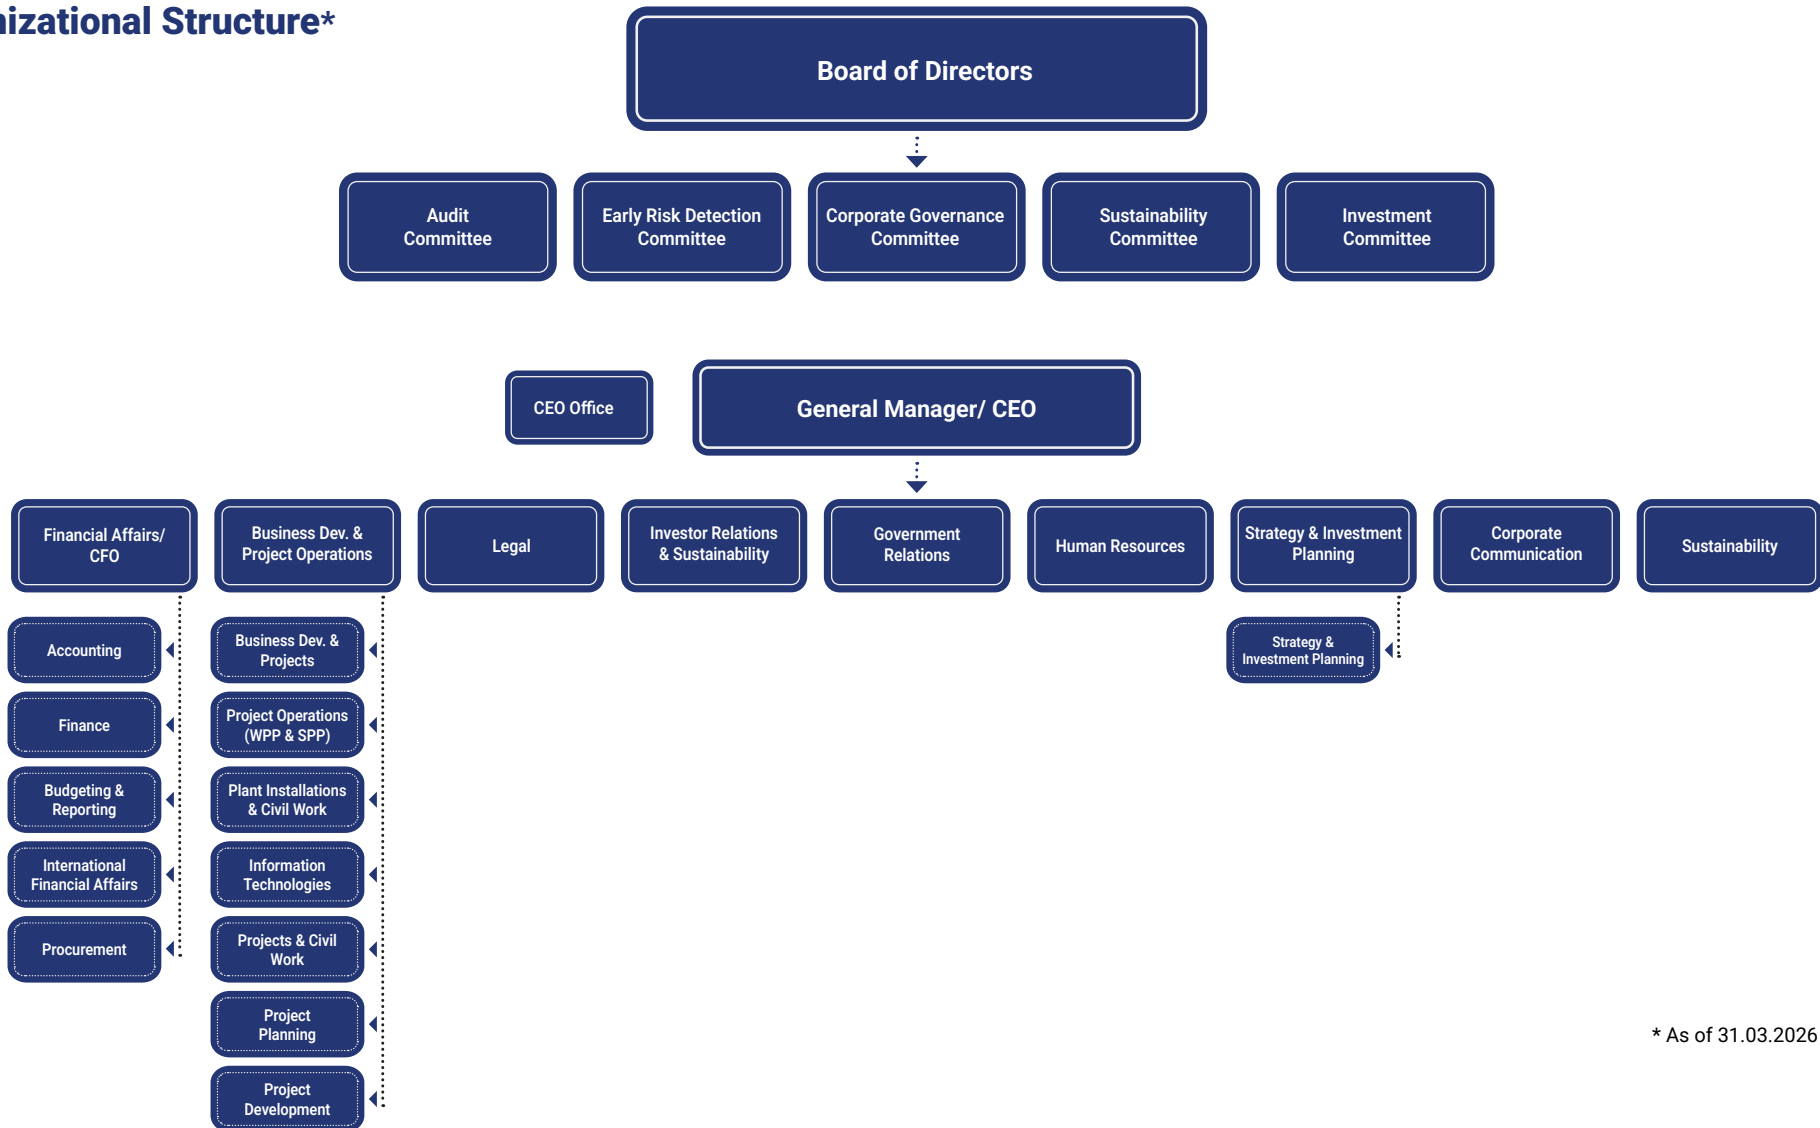 nizational Structure*
Board of Directors
Audit
Committee
Early Risk Detection
Committee
Corporate Governance
Committee
Sustainability
Committee
Investment
Committee
CEO Office
General Manager/ CEO
Financial Affairs/
CFO
Business Dev. &
Project Operations
Legal
Investor Relations
& Sustainability
Government
Relations
Human Resources
Strategy & Investment
Planning
Corporate
Communication
Sustainability
Accounting
Finance
Budgeting &
Reporting
International
Financial Affairs
Procurement
Business Dev. &
Projects
Project Operations
(WPP & SPP)
Plant Installations
& Civil Work
Information
Technologies
Projects & Civil
Work
Project
Planning
Project
Development
Strategy &
Investment Planning
* As of 31.03.2026